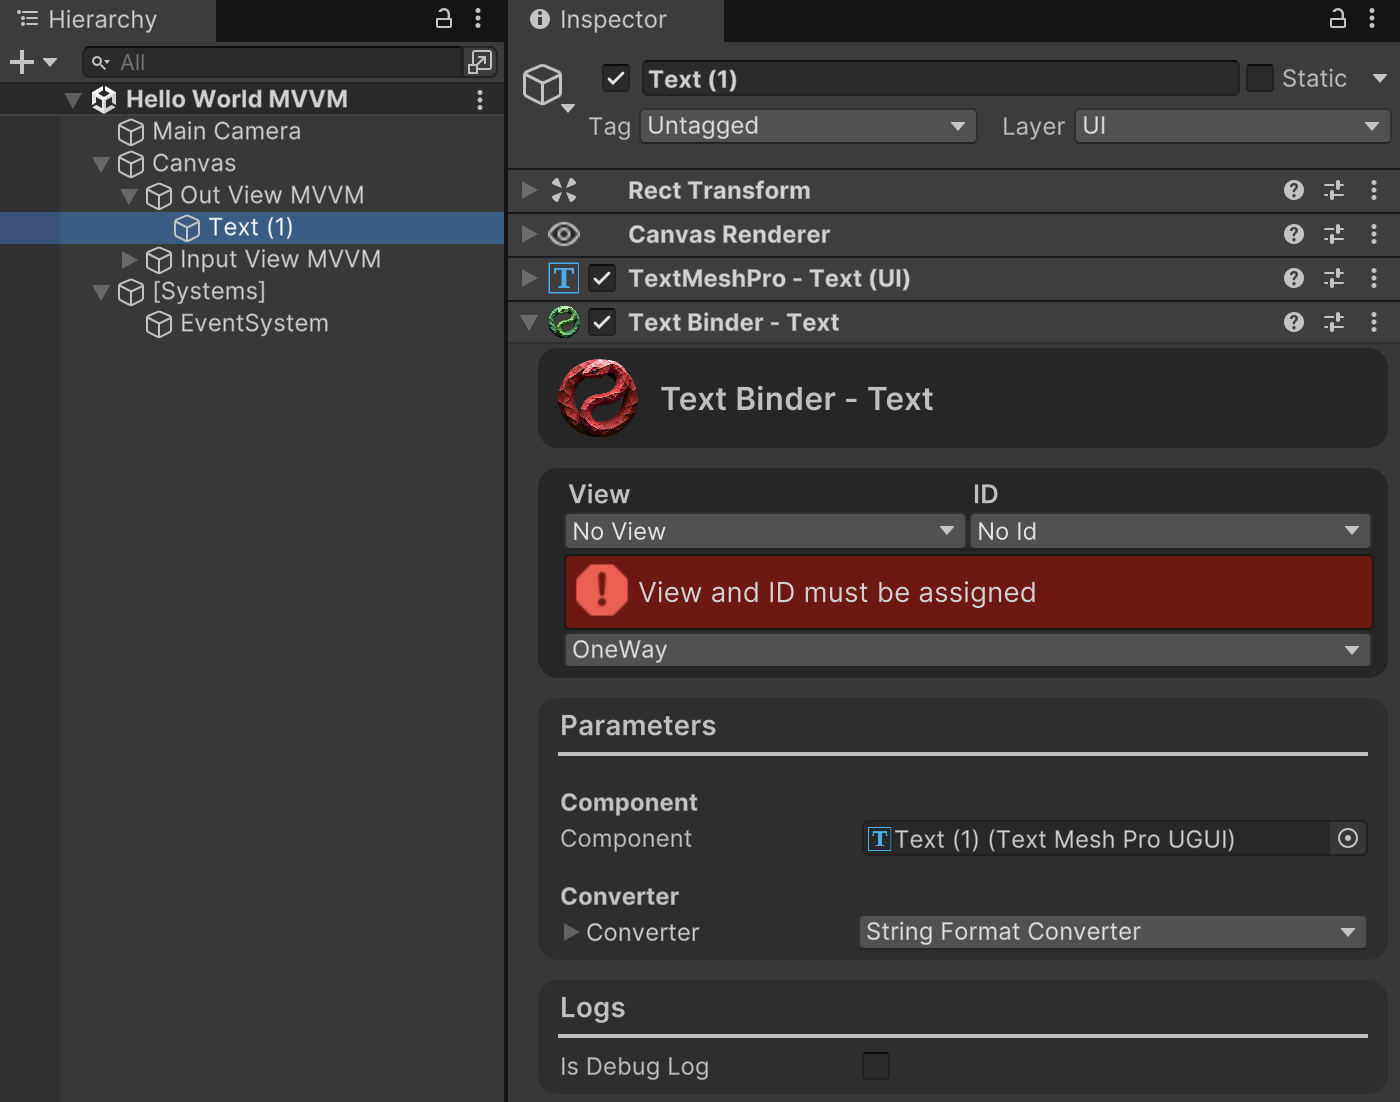 Hierarchy
All
Hello World MVVM
Main Camera
Canvas
Out View MVVM
Text (1)
Input View MVVM
[Systems]
EventSystem
Inspector
Text (1)
Static
Tag Untagged Layer UI
Rect Transform
Canvas Renderer
TextMeshPro - Text (UI)
Text Binder - Text
Text Binder - Text
View ID
No View No Id
View and ID must be assigned
OneWay
Parameters
Component
Component Text (1) (Text Mesh Pro UGUI)
Converter
Converter String Format Converter
Logs
Is Debug Log